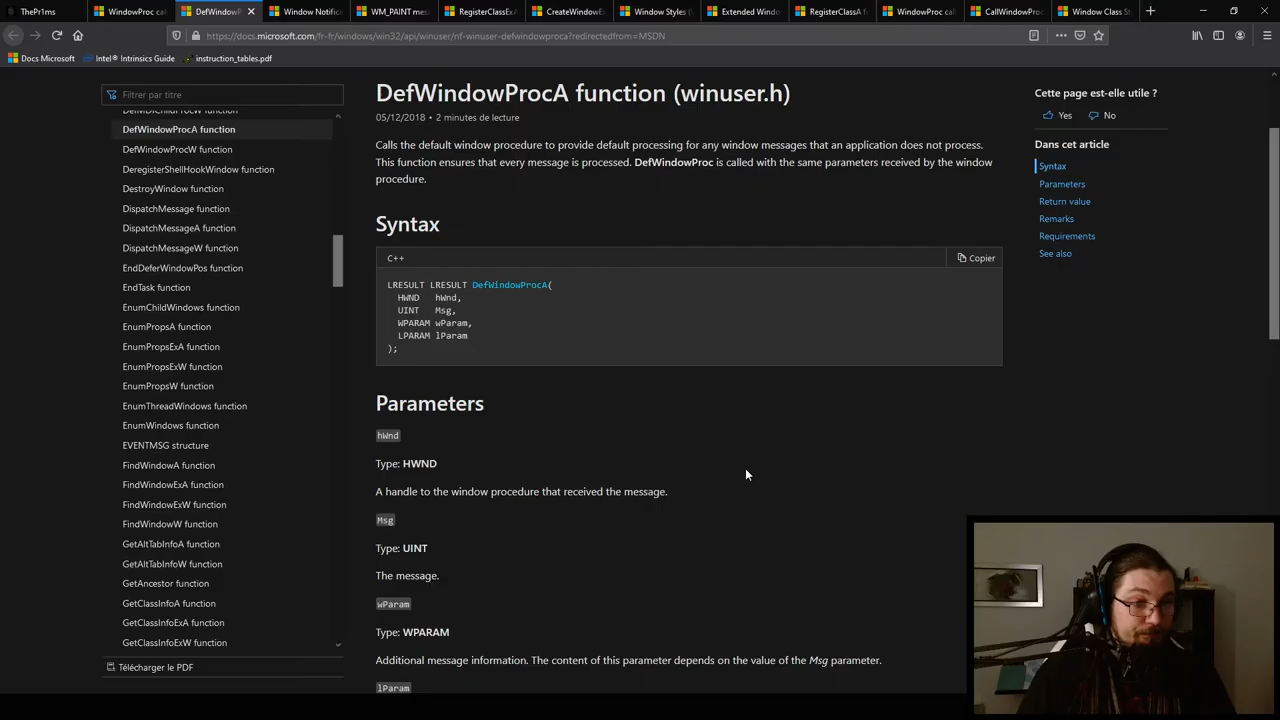 ThePr1ms
WindowProc ca
DefWindowP
Window Notific
WM_PAINT mes
RegisterClassExA
CreateWindowEx
Window Styles (
Extended Windo
RegisterClassA f
WindowProc ca
CallWindowProc
Window Class St
https://docs.microsoft.com/fr-fr/windows/win32/api/winuser/nf-winuser-defwindowproca?redirectedfrom=MSDN
Docs Microsoft
Intel® Intrinsics Guide
instruction_tables.pdf
Filtrer par titre
DefMDIChildProcW function
DefWindowProcA function
DefWindowProcW function
DeregisterShellHookWindow function
DestroyWindow function
DispatchMessage function
DispatchMessageA function
DispatchMessageW function
EndDeferWindowPos function
EndTask function
EnumChildWindows function
EnumPropsA function
EnumPropsExA function
EnumPropsExW function
EnumPropsW function
EnumThreadWindows function
EnumWindows function
EVENTMSG structure
FindWindowA function
FindWindowExA function
FindWindowExW function
FindWindowW function
GetAltTabInfoA function
GetAltTabInfoW function
GetAncestor function
GetClassInfoA function
GetClassInfoExA function
GetClassInfoExW function
Télécharger le PDF
DefWindowProcA function (winuser.h)
05/12/2018 • 2 minutes de lecture
Calls the default window procedure to provide default processing for any window messages that an application does not process.
This function ensures that every message is processed. DefWindowProc is called with the same parameters received by the window
procedure.
Syntax
C++
Copier
LRESULT LRESULT DefWindowProcA(
HWND hWnd,
UINT Msg,
WPARAM wParam,
LPARAM lParam
);
Parameters
hWnd
Type: HWND
A handle to the window procedure that received the message.
Msg
Type: UINT
The message.
wParam
Type: WPARAM
Additional message information. The content of this parameter depends on the value of the Msg parameter.
lParam
Cette page est-elle utile ?
Yes
No
Dans cet article
Syntax
Parameters
Return value
Remarks
Requirements
See also